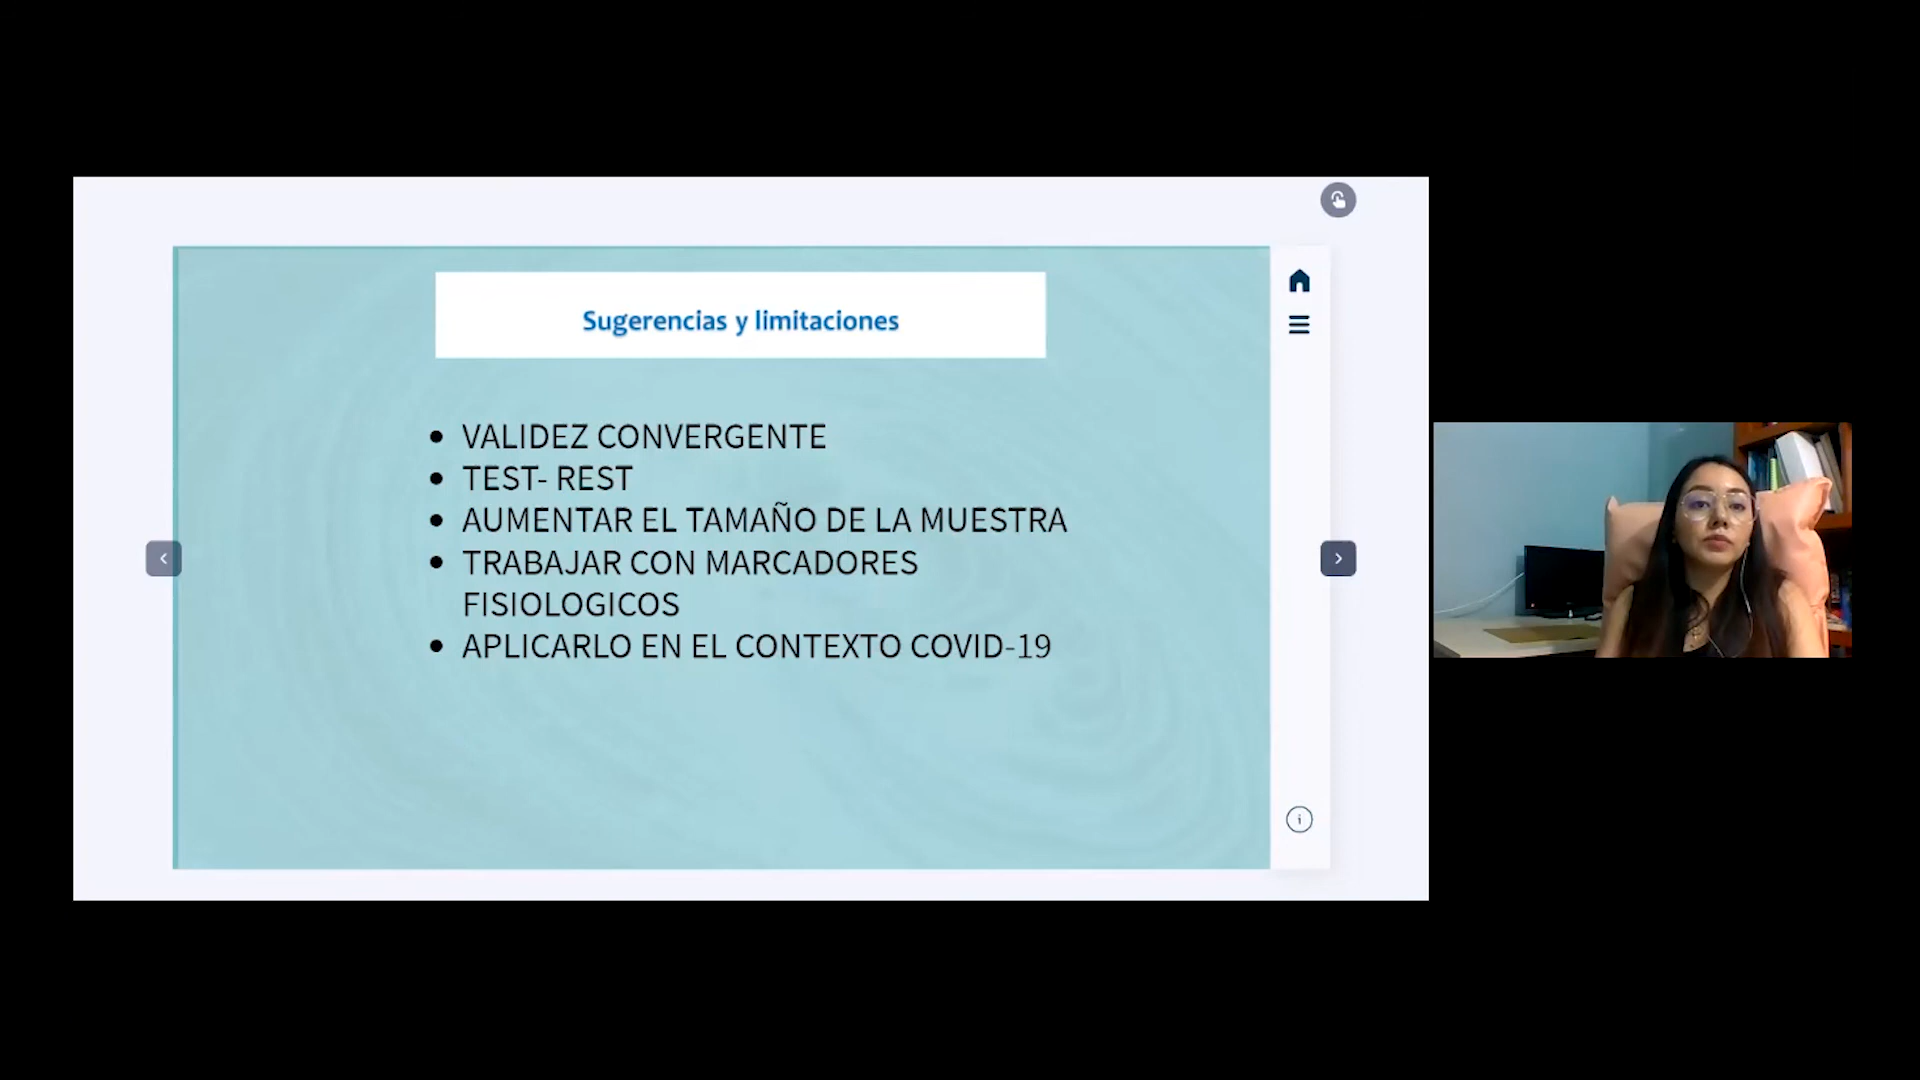 Sugerencias y limitaciones
VALIDEZ CONVERGENTE
TEST- REST
AUMENTAR EL TAMAÑO DE LA MUESTRA
TRABAJAR CON MARCADORES
FISIOLOGICOS
APLICARLO EN EL CONTEXTO COVID-19